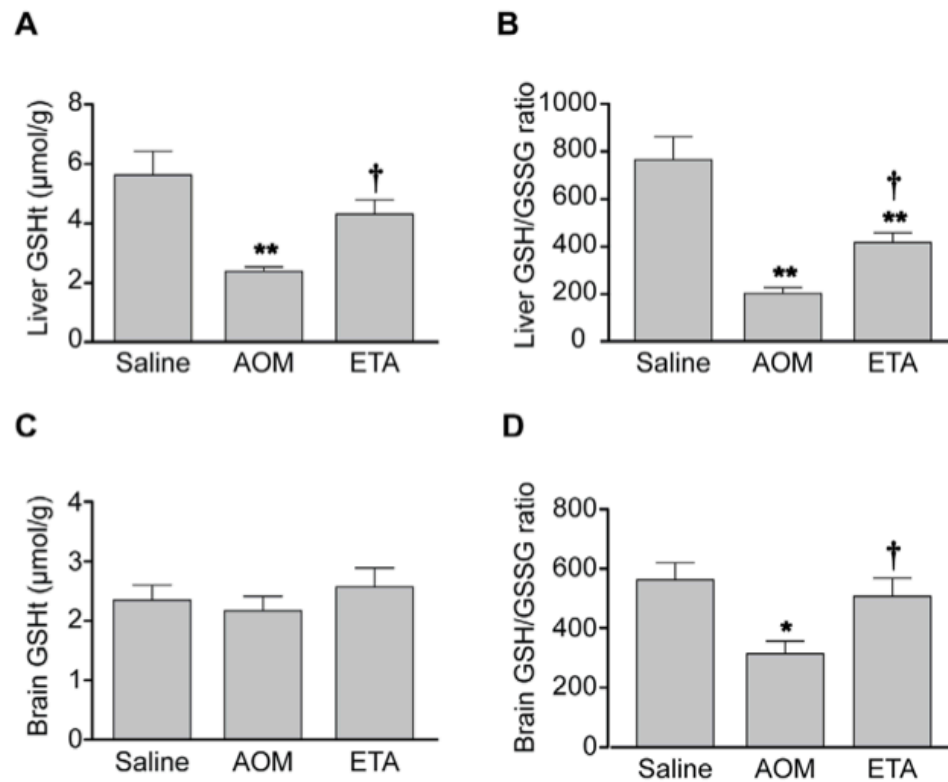 A
Liver GSHt (µmol/g)
8
6
4
2
0
**
†
Saline AOM ETA
B
Liver GSH/GSSG ratio
1000
800
600
400
200
0
**
†
**
Saline AOM ETA
C
Brain GSHt (µmol/g)
4
3
2
1
0
Saline AOM ETA
D
Brain GSH/GSSG ratio
800
600
400
200
0
*
†
Saline AOM ETA